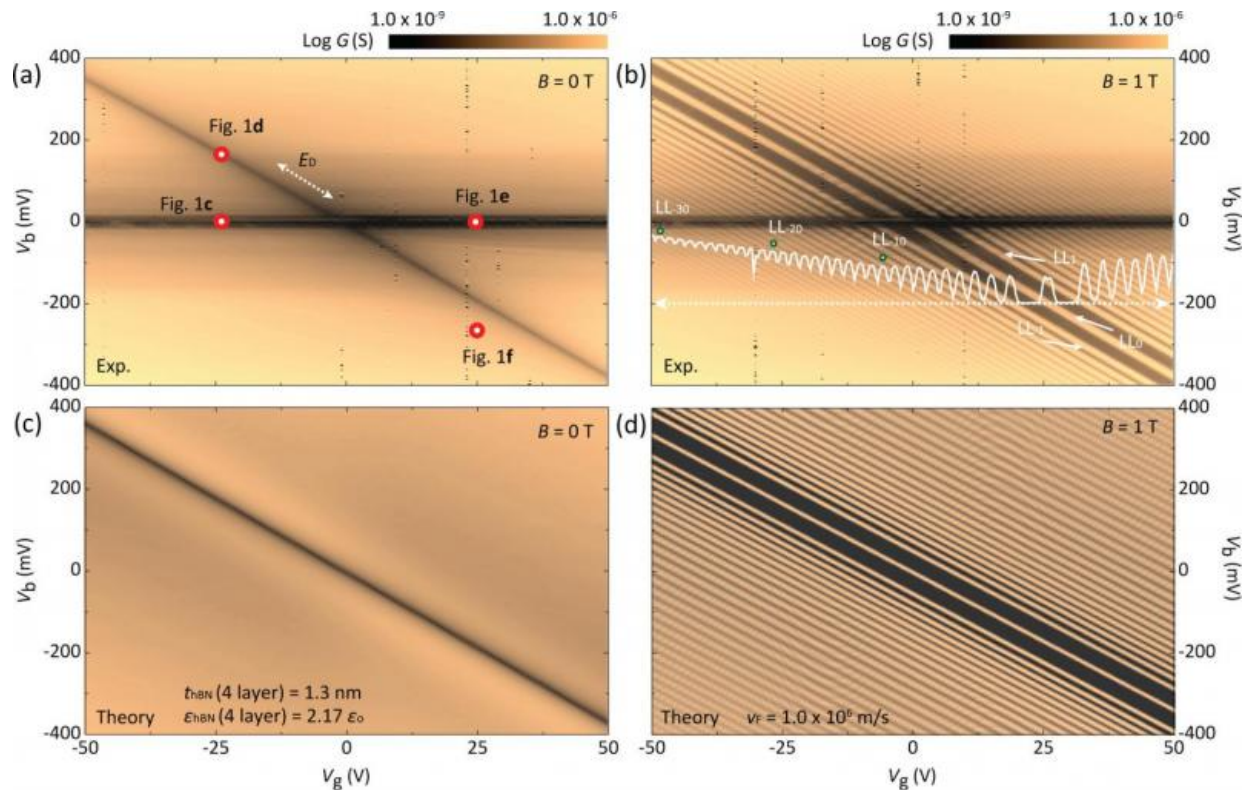 1.0 x 10⁻⁹ 1.0 x 10⁻⁶ 1.0 x 10⁻⁹ 1.0 x 10⁻⁶
Log G (S) Log G (S)
(a) 400 B = 0 T (b) B = 1 T 400
Fig. 1d
200 E_D 200
Fig. 1c Fig. 1e
V_b (mV) 0 LL-30 0 V_b (mV)
LL-20
LL-10 LL₁
-200 -200
LL-1 LL₀
Fig. 1f
Exp. Exp.
-400 -400
(c) 400 B = 0 T (d) B = 1 T 400
200 200
V_b (mV) 0 0 V_b (mV)
-200 -200
t_hBN (4 layer) = 1.3 nm
Theory ε_hBN (4 layer) = 2.17 ε_o Theory v_F = 1.0 x 10⁶ m/s
-400 -400
-50 -25 0 25 50 -50 -25 0 25 50
V_g (V) V_g (V)